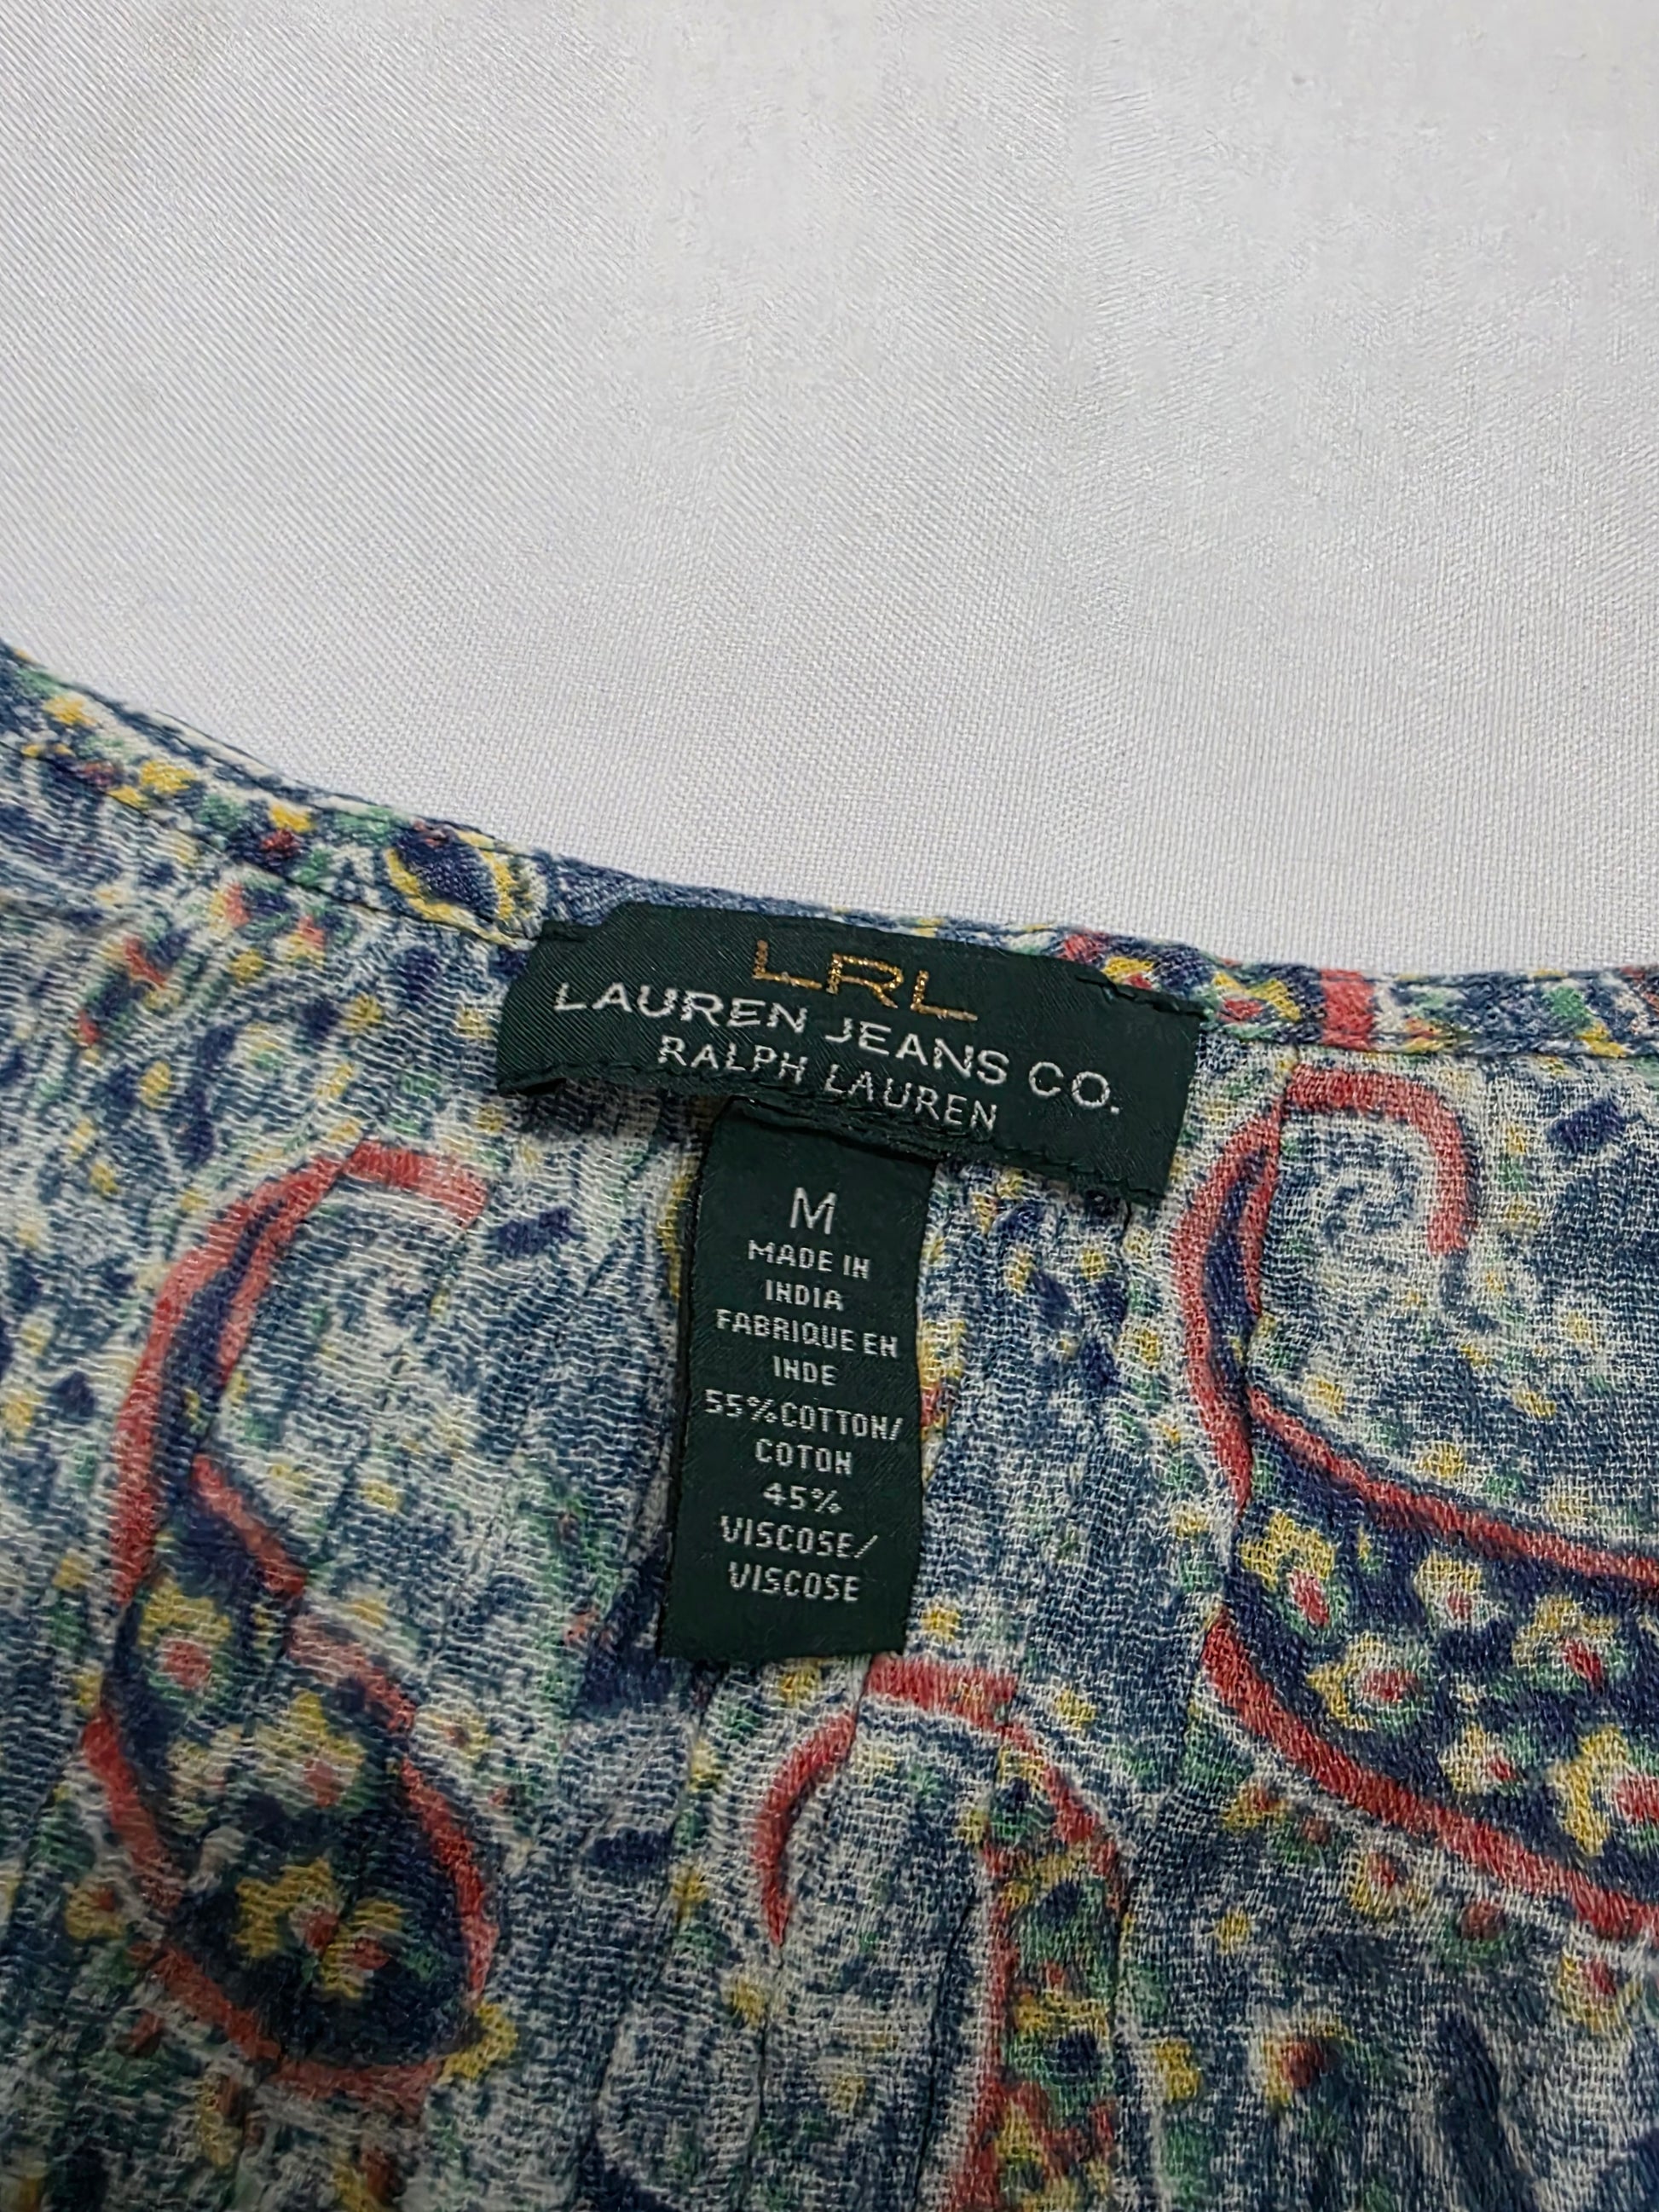 LRL
LAUREN JEANS CO.
RALPH LAUREN
M
MADE IN
INDIA
FABRIQUE EN
INDE
55%COTTON/
COTON
45%
VISCOSE/
VISCOSE